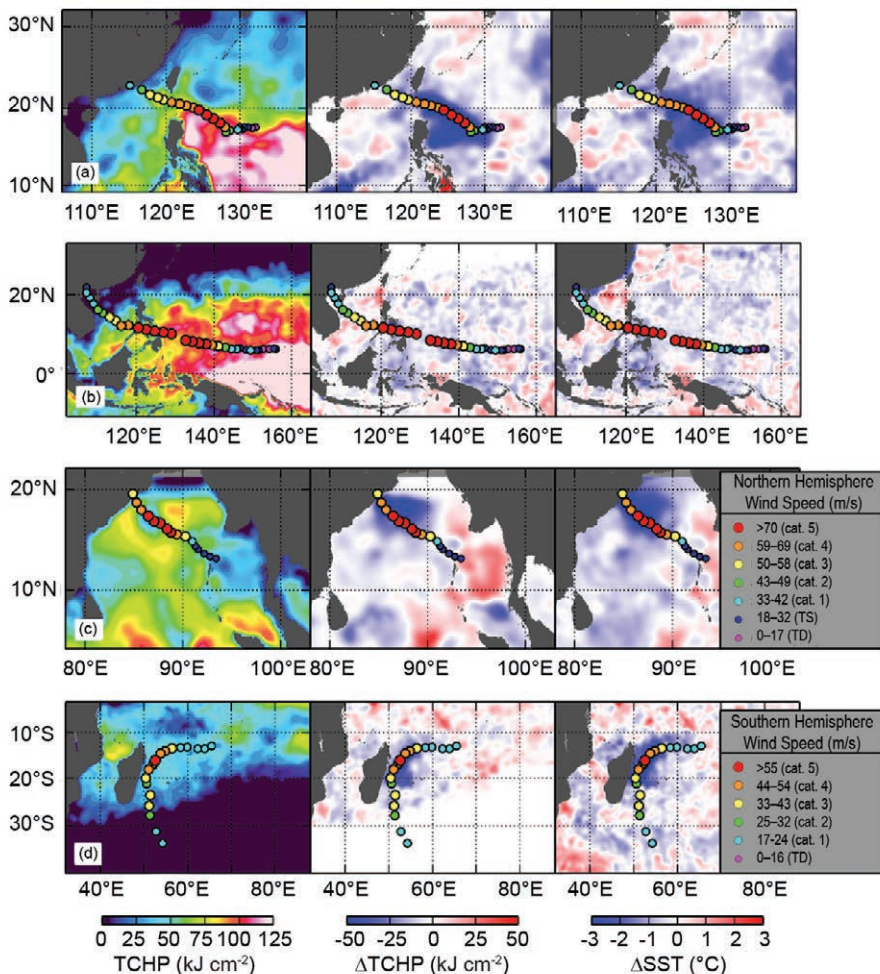 30°N
20°N
10°N
(a)
110°E 120°E 130°E 110°E 120°E 130°E 110°E 120°E 130°E
20°N
0°
(b)
120°E 140°E 160°E 120°E 140°E 160°E 120°E 140°E 160°E
20°N
10°N
(c)
80°E 90°E 100°E 80°E 90°E 100°E 80°E 90°E 100°E
Northern Hemisphere
Wind Speed (m/s)
>70 (cat. 5)
59–69 (cat. 4)
50–58 (cat. 3)
43–49 (cat. 2)
33-42 (cat. 1)
18–32 (TS)
0–17 (TD)
10°S
20°S
30°S
(d)
40°E 60°E 80°E 40°E 60°E 80°E 40°E 60°E 80°E
Southern Hemisphere
Wind Speed (m/s)
>55 (cat. 5)
44–54 (cat. 4)
33–43 (cat. 3)
25–32 (cat. 2)
17-24 (cat. 1)
0–16 (TD)
0 25 50 75 100 125
TCHP (kJ cm⁻²)
-50 -25 0 25 50
ΔTCHP (kJ cm⁻²)
-3 -2 -1 0 1 2 3
ΔSST (°C)